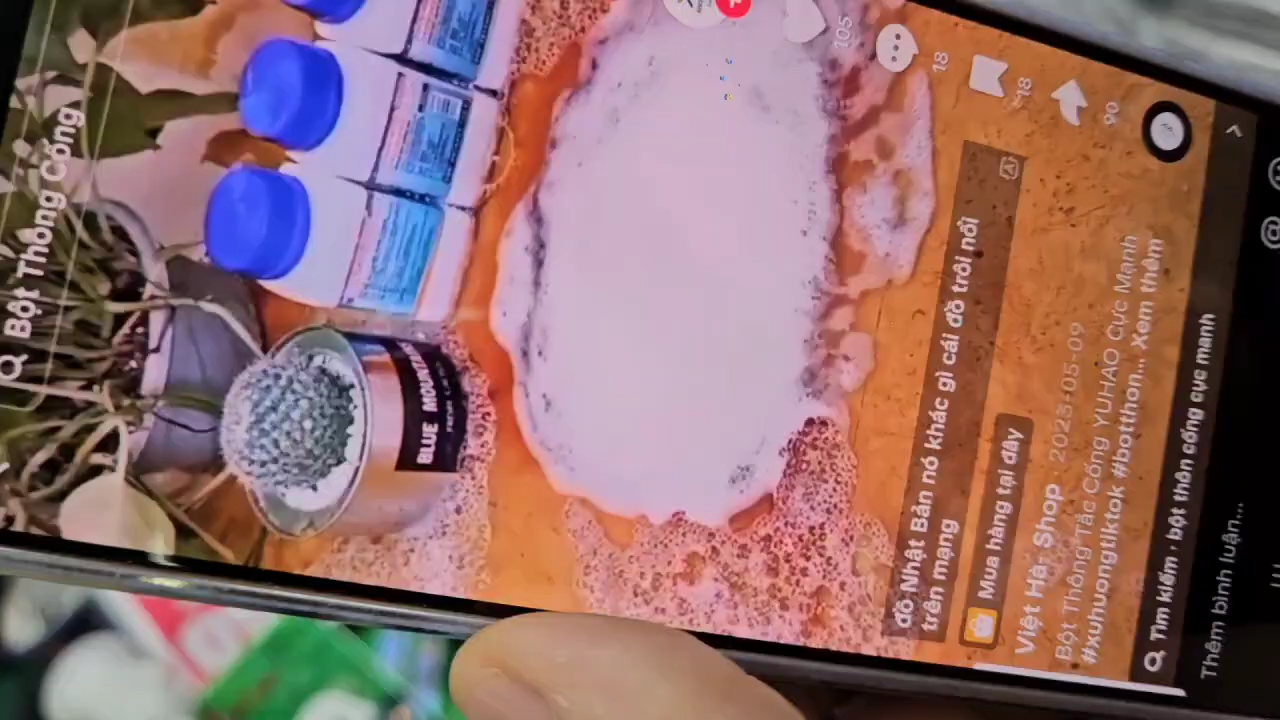 Bột Thông Cống
BLUE MOUNTAIN
105
18
18
90
đồ Nhật Bản nó khác gì cái đồ trôi nổi
trên mạng
Mua hàng tại đây
Việt Hà - Shop · 2023-05-09
Bột Thông Tắc Cống YUHAO Cực Mạnh
#xuhuongtiktok #botthon... Xem thêm
Tìm kiếm · bột thôn cống cực mạnh
Thêm bình luận...